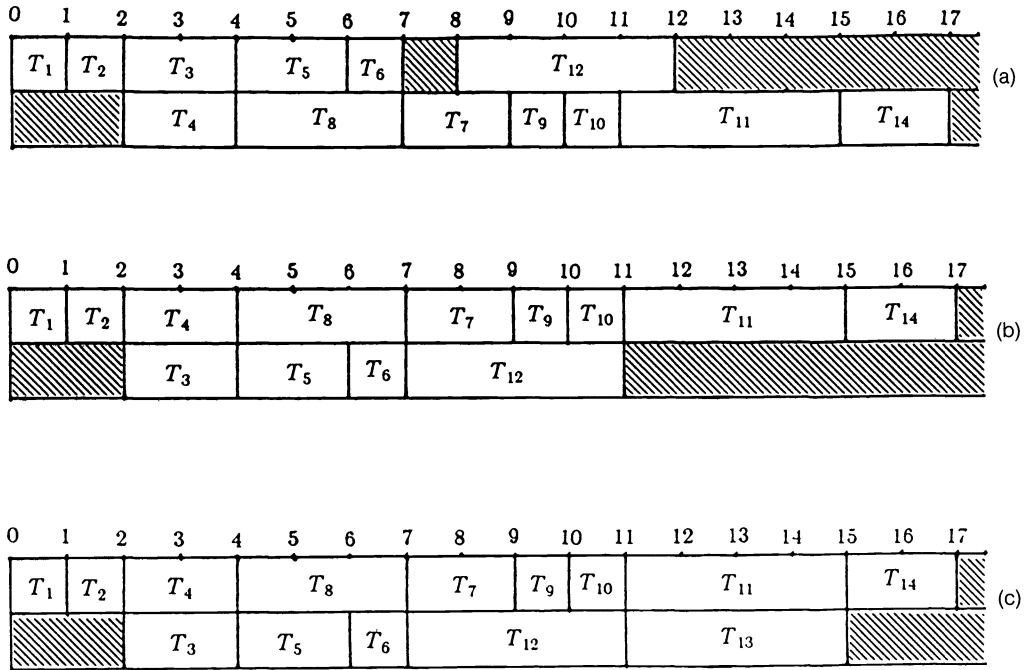 0 1 2 3 4 5 6 7 8 9 10 11 12 13 14 15 16 17
T₁ T₂ T₃ T₅ T₆ T₁₂
(a)
T₄ T₈ T₇ T₉ T₁₀ T₁₁ T₁₄
0 1 2 3 4 5 6 7 8 9 10 11 12 13 14 15 16 17
T₁ T₂ T₄ T₈ T₇ T₉ T₁₀ T₁₁ T₁₄
(b)
T₃ T₅ T₆ T₁₂
0 1 2 3 4 5 6 7 8 9 10 11 12 13 14 15 16 17
T₁ T₂ T₄ T₈ T₇ T₉ T₁₀ T₁₁ T₁₄
(c)
T₃ T₅ T₆ T₁₂ T₁₃